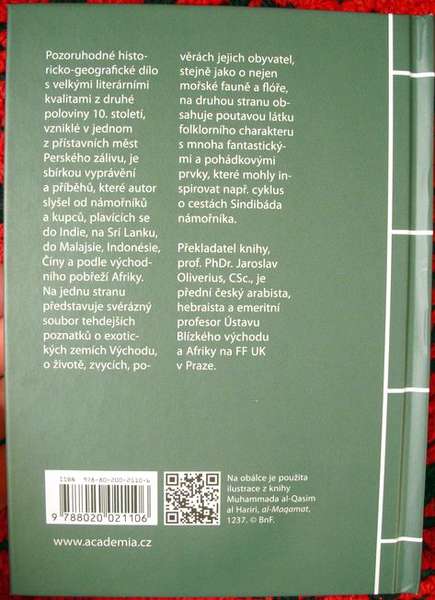 Pozoruhodné histo-
ricko-geografické dílo
s velkými literárními
kvalitami z druhé
poloviny 10. století,
vzniklé v jednom
z přístavních měst
Perského zálivu, je
sbírkou vyprávění
a příběhů, které autor
slyšel od námořníků
a kupců, plavících se
do Indie, na Srí Lanku,
do Malajsie, Indonésie,
Číny a podle východ-
ního pobřeží Afriky.
Na jednu stranu
představuje svérázný
soubor tehdejších
poznatků o exotic-
kých zemích Východu,
o životě, zvycích, po-
věrách jejich obyvatel,
stejně jako o nejen
mořské fauně a flóře,
na druhou stranu ob-
sahuje poutavou látku
folklorního charakteru
s mnoha fantastický-
mi a pohádkovými
prvky, které mohly in-
spirovat např. cyklus
o cestách Sindibáda
námořníka.
Překladatel knihy,
prof. PhDr. Jaroslav
Oliverius, CSc., je
přední český arabista,
hebraista a emeritní
profesor Ústavu
Blízkého východu
a Afriky na FF UK
v Praze.
ISBN 978-80-200-2110-6
9 788020 021106
www.academia.cz
Na obálce je použita
ilustrace z knihy
Muhammada al-Qasim
al Hariri, al-Maqamat,
1237. © BnF.